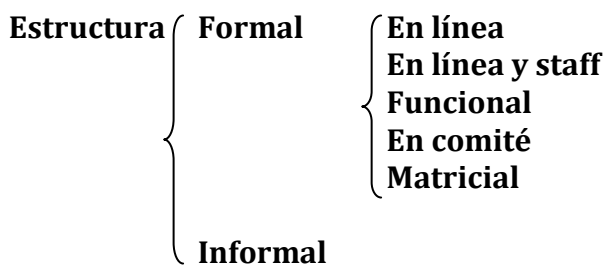 Estructura Formal En línea
En línea y staff
Funcional
En comité
Matricial
Informal